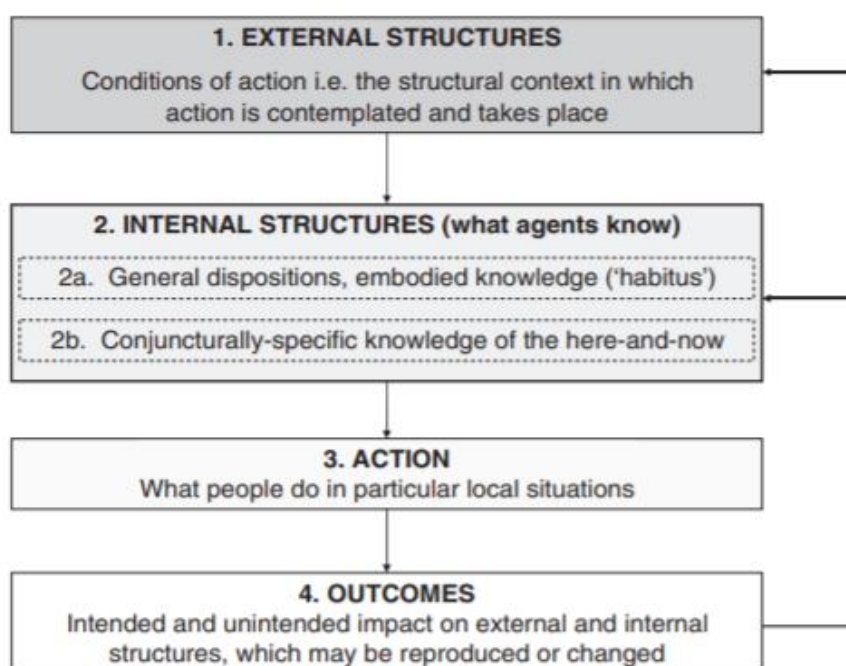 1. EXTERNAL STRUCTURES
Conditions of action i.e. the structural context in which
action is contemplated and takes place
2. INTERNAL STRUCTURES (what agents know)
2a. General dispositions, embodied knowledge (‘habitus’)
2b. Conjuncturally-specific knowledge of the here-and-now
3. ACTION
What people do in particular local situations
4. OUTCOMES
Intended and unintended impact on external and internal
structures, which may be reproduced or changed